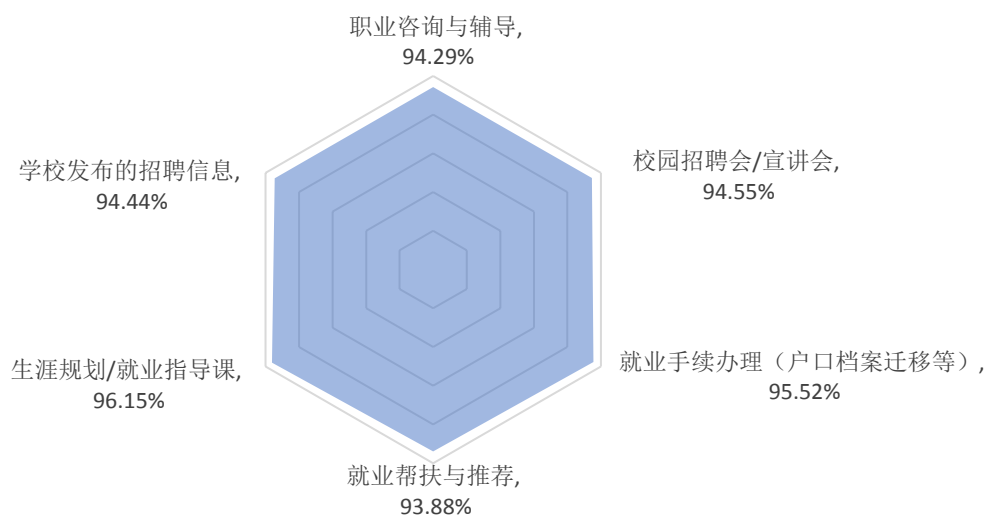 职业咨询与辅导,
94.29%
校园招聘会/宣讲会,
94.55%
学校发布的招聘信息,
94.44%
就业手续办理（户口档案迁移等）,
95.52%
生涯规划/就业指导课,
96.15%
就业帮扶与推荐,
93.88%